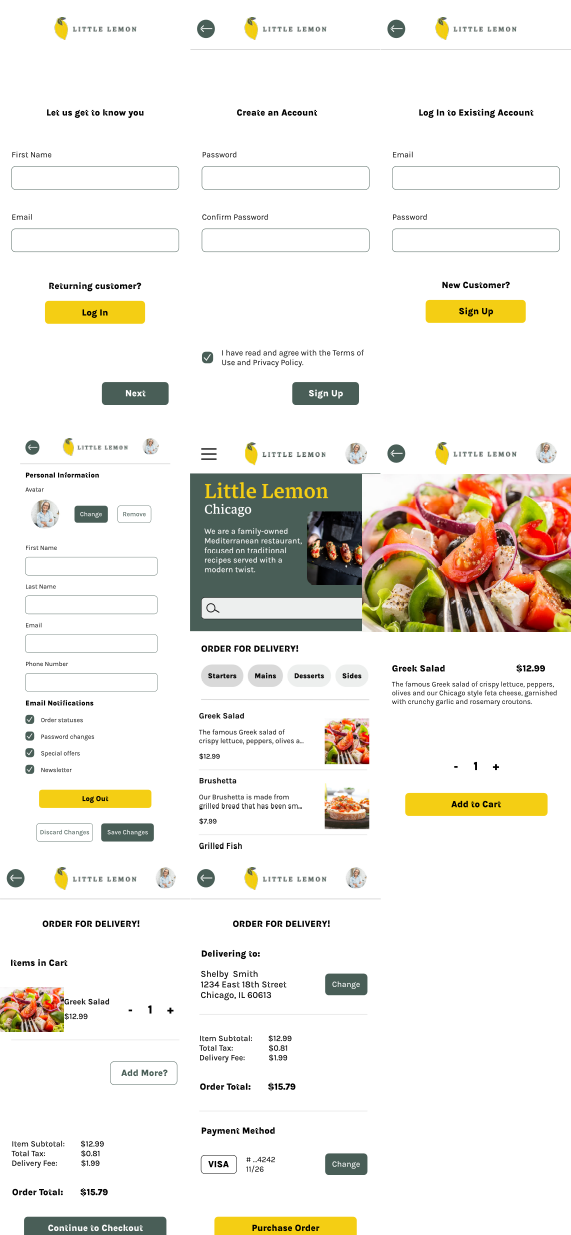 LITTLE LEMON
Let us get to know you
First Name
Email
Returning customer?
Log In
Next
LITTLE LEMON
Create an Account
Password
Confirm Password
I have read and agree with the Terms of
Use and Privacy Policy.
Sign Up
LITTLE LEMON
Log In to Existing Account
Email
Password
New Customer?
Sign Up
LITTLE LEMON
Personal Information
Avatar
Change
Remove
First Name
Last Name
Email
Phone Number
Email Notifications
Order statuses
Password changes
Special offers
Newsletter
Log Out
Discard Changes
Save Changes
LITTLE LEMON
Little Lemon
Chicago
We are a family-owned
Mediterranean restaurant,
focused on traditional
recipes served with a
modern twist.
ORDER FOR DELIVERY!
Starters
Mains
Desserts
Sides
Greek Salad
The famous Greek salad of
crispy lettuce, peppers, olives a...
$12.99
Brushetta
Our Brushetta is made from
grilled bread that has been sm...
$7.99
Grilled Fish
LITTLE LEMON
Greek Salad $12.99
The famous Greek salad of crispy lettuce, peppers,
olives and our Chicago style feta cheese, garnished
with crunchy garlic and rosemary croutons.
- 1 +
Add to Cart
LITTLE LEMON
ORDER FOR DELIVERY!
Items in Cart
Greek Salad
$12.99
- 1 +
Add More?
Item Subtotal: $12.99
Total Tax: $0.81
Delivery Fee: $1.99
Order Total: $15.79
Continue to Checkout
LITTLE LEMON
ORDER FOR DELIVERY!
Delivering to:
Shelby Smith
1234 East 18th Street
Chicago, IL 60613
Change
Item Subtotal: $12.99
Total Tax: $0.81
Delivery Fee: $1.99
Order Total: $15.79
Payment Method
VISA
# ..4242
11/26
Change
Purchase Order